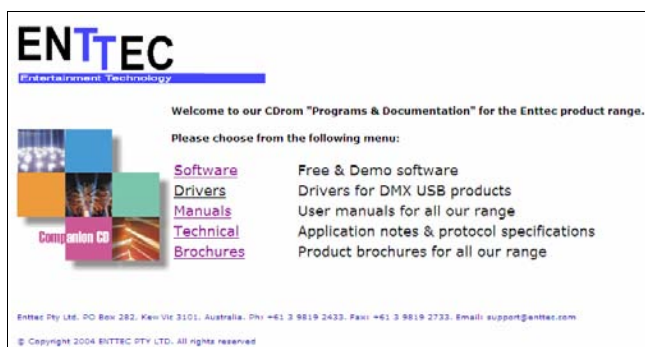 ENTTEC
Entertainment Technology
Welcome to our CDrom "Programs & Documentation" for the Enttec product range.
Please choose from the following menu:
Software Free & Demo software
Drivers Drivers for DMX USB products
Manuals User manuals for all our range
Technical Application notes & protocol specifications
Brochures Product brochures for all our range
Companion CD
Enttec Pty Ltd. PO Box 282, Kew Vic 3101, Australia. Ph: +61 3 9819 2433. Fax: +61 3 9819 2733. Email: support@enttec.com
© Copyright 2004 ENTTEC PTY LTD. All rights reserved